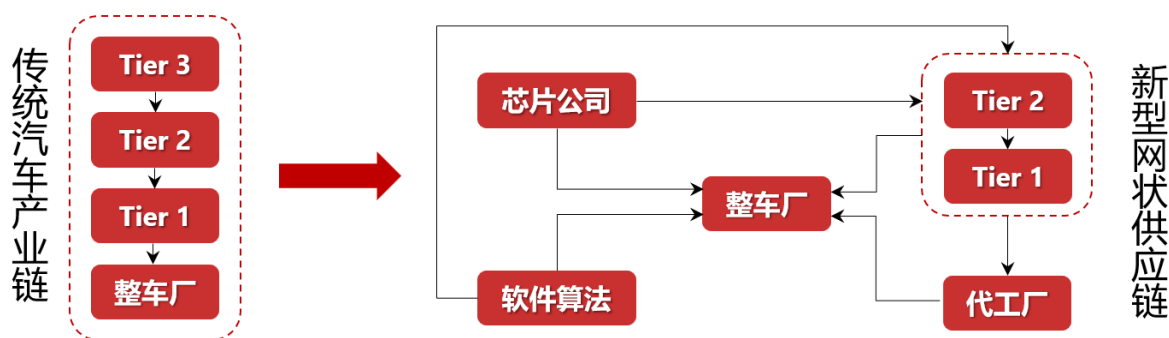 传统汽车产业链
Tier 3
Tier 2
Tier 1
整车厂
芯片公司
软件算法
整车厂
Tier 2
Tier 1
代工厂
新型网状供应链